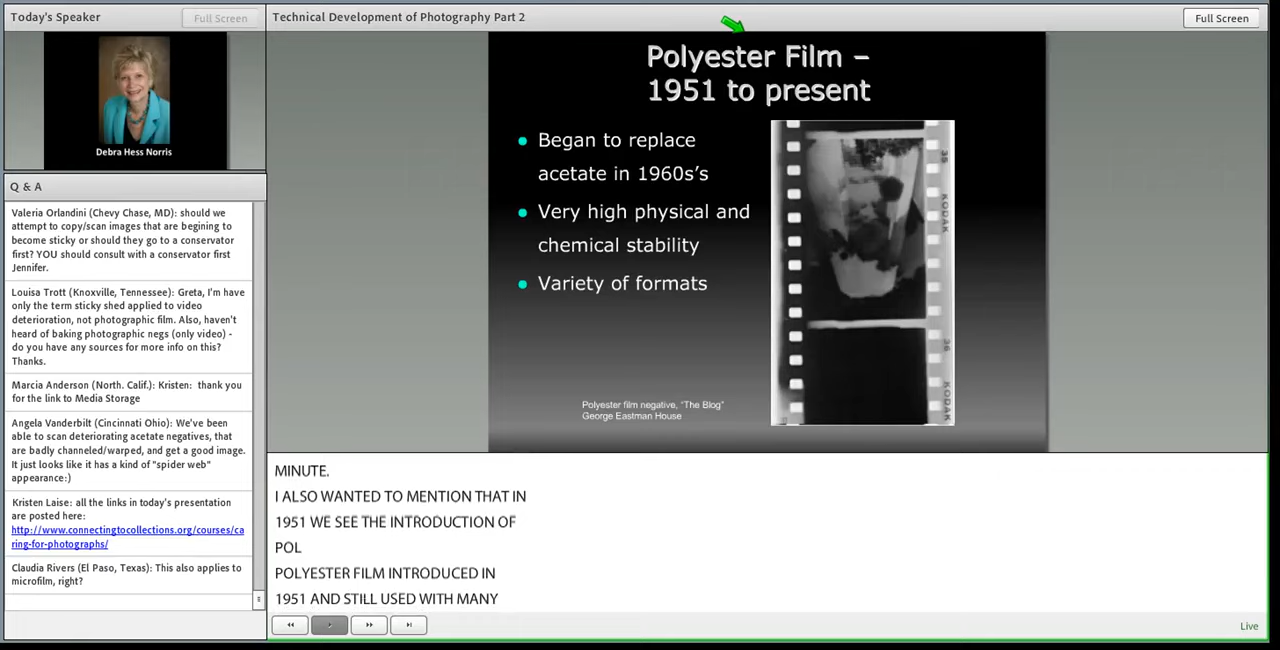 Today's Speaker
Full Screen
Debra Hess Norris
Q & A
Valeria Orlandini (Chevy Chase, MD): should we
attempt to copy/scan images that are begining to
become sticky or should they go to a conservator
first? YOU should consult with a conservator first
Jennifer.
Louisa Trott (Knoxville, Tennessee): Greta, I'm have
only the term sticky shed applied to video
deterioration, not photographic film. Also, haven't
heard of baking photographic negs (only video) -
do you have any sources for more info on this?
Thanks.
Marcia Anderson (North. Calif.): Kristen:  thank you
for the link to Media Storage
Angela Vanderbilt (Cincinnati Ohio): We've been
able to scan deteriorating acetate negatives, that
are badly channeled/warped, and get a good image.
It just looks like it has a kind of "spider web"
appearance:)
Kristen Laise: all the links in today's presentation
are posted here:
http://www.connectingtocollections.org/courses/ca
ring-for-photographs/
Claudia Rivers (El Paso, Texas): This also applies to
microfilm, right?
Technical Development of Photography Part 2
Full Screen
Polyester Film –
1951 to present
Began to replace
acetate in 1960s's
Very high physical and
chemical stability
Variety of formats
35
KODAK
36
KODAK
Polyester film negative, "The Blog"
George Eastman House
MINUTE.
I ALSO WANTED TO MENTION THAT IN
1951 WE SEE THE INTRODUCTION OF
POL
POLYESTER FILM INTRODUCED IN
1951 AND STILL USED WITH MANY
Live